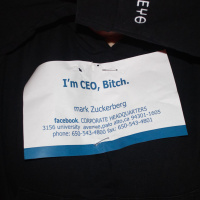 EYE
I'm CEO, Bitch.
mark Zuckerberg
facebook. CORPORATE HEADQUARTERS
3156 university avenue,palo alto,ca 94301-1605
phone: 650-543-4800 fax: 650-543-4801